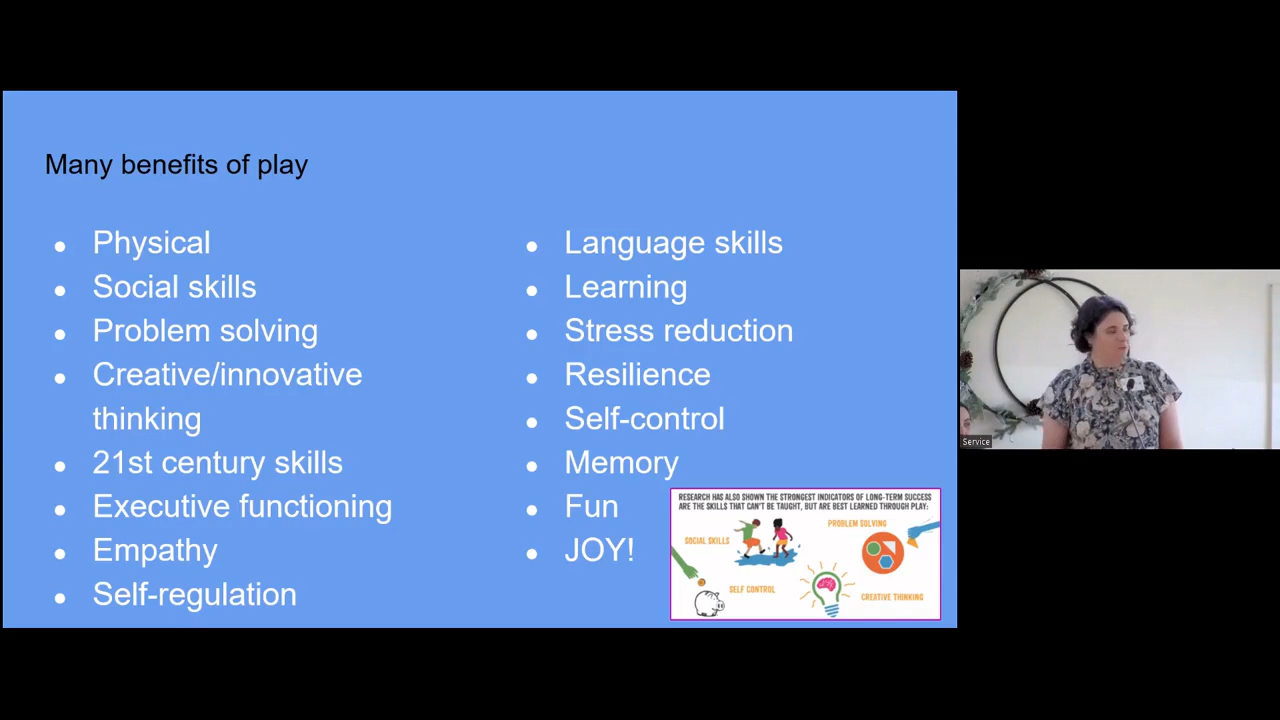 Many benefits of play
● Physical
● Social skills
● Problem solving
● Creative/innovative
thinking
● 21st century skills
● Executive functioning
● Empathy
● Self-regulation
● Language skills
● Learning
● Stress reduction
● Resilience
● Self-control
● Memory
● Fun
● JOY!
RESEARCH HAS ALSO SHOWN THE STRONGEST INDICATORS OF LONG-TERM SUCCESS
ARE THE SKILLS THAT CAN'T BE TAUGHT, BUT ARE BEST LEARNED THROUGH PLAY:
SOCIAL SKILLS
PROBLEM SOLVING
SELF CONTROL
CREATIVE THINKING
Service